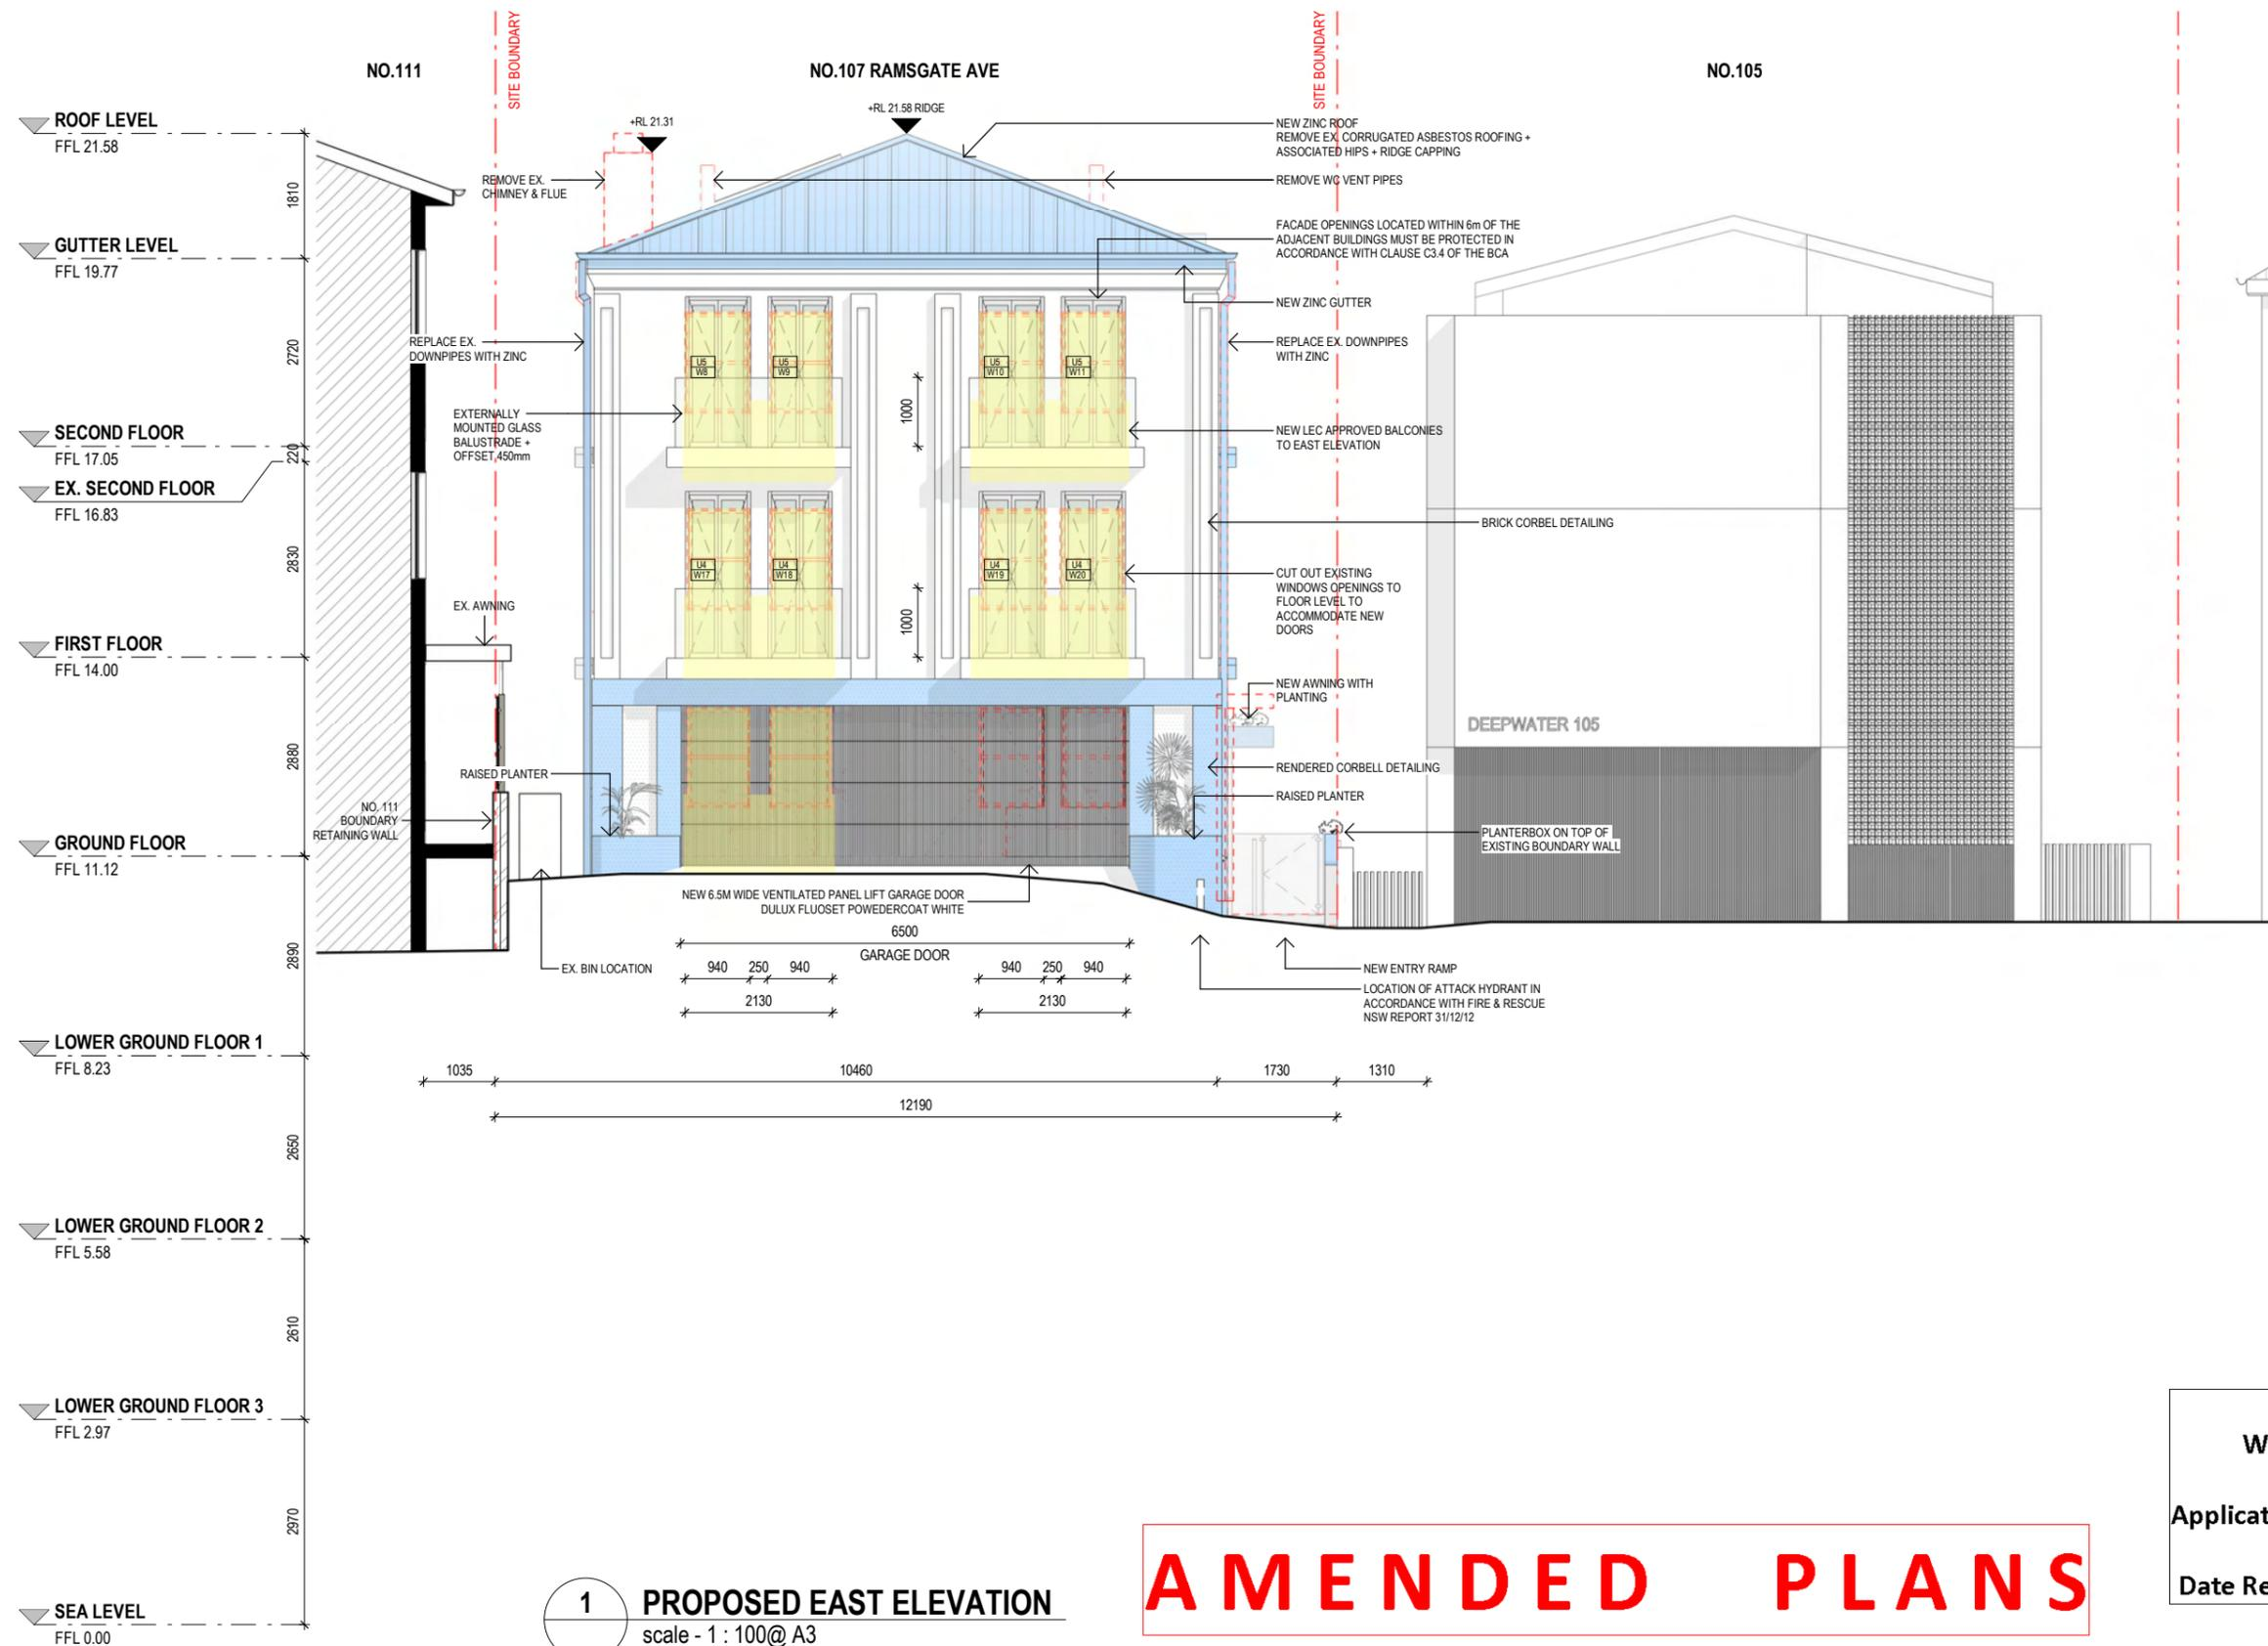 SITE BOUNDARY
SITE BOUNDARY
NO.111
NO.107 RAMSGATE AVE
NO.105
ROOF LEVEL
FFL 21.58
GUTTER LEVEL
FFL 19.77
SECOND FLOOR
FFL 17.05
EX. SECOND FLOOR
FFL 16.83
FIRST FLOOR
FFL 14.00
GROUND FLOOR
FFL 11.12
LOWER GROUND FLOOR 1
FFL 8.23
LOWER GROUND FLOOR 2
FFL 5.58
LOWER GROUND FLOOR 3
FFL 2.97
SEA LEVEL
FFL 0.00
1810
2720
220
2830
2880
2890
2650
2610
2970
+RL 21.31
+RL 21.58 RIDGE
REMOVE EX.
CHIMNEY & FLUE
REPLACE EX.
DOWNPIPES WITH ZINC
EXTERNALLY
MOUNTED GLASS
BALUSTRADE +
OFFSET 450mm
EX. AWNING
RAISED PLANTER
NO. 111
BOUNDARY
RETAINING WALL
EX. BIN LOCATION
U5
W8
U5
W9
U5
W10
U5
W11
U4
W17
U4
W18
U4
W19
U4
W20
1000
1000
NEW ZINC ROOF
REMOVE EX. CORRUGATED ASBESTOS ROOFING +
ASSOCIATED HIPS + RIDGE CAPPING
REMOVE WC VENT PIPES
FACADE OPENINGS LOCATED WITHIN 6m OF THE
ADJACENT BUILDINGS MUST BE PROTECTED IN
ACCORDANCE WITH CLAUSE C3.4 OF THE BCA
NEW ZINC GUTTER
REPLACE EX. DOWNPIPES
WITH ZINC
NEW LEC APPROVED BALCONIES
TO EAST ELEVATION
BRICK CORBEL DETAILING
CUT OUT EXISTING
WINDOWS OPENINGS TO
FLOOR LEVEL TO
ACCOMMODATE NEW
DOORS
NEW AWNING WITH
PLANTING
DEEPWATER 105
RENDERED CORBELL DETAILING
RAISED PLANTER
PLANTERBOX ON TOP OF
EXISTING BOUNDARY WALL
NEW 6.5M WIDE VENTILATED PANEL LIFT GARAGE DOOR
DULUX FLUOSET POWEDERCOAT WHITE
6500
GARAGE DOOR
940 250 940
940 250 940
2130
2130
NEW ENTRY RAMP
LOCATION OF ATTACK HYDRANT IN
ACCORDANCE WITH FIRE & RESCUE
NSW REPORT 31/12/12
1035
10460
1730
1310
12190
1
PROPOSED EAST ELEVATION
scale - 1 : 100@ A3
AMENDED PLANS
W
Applicat
Date Re